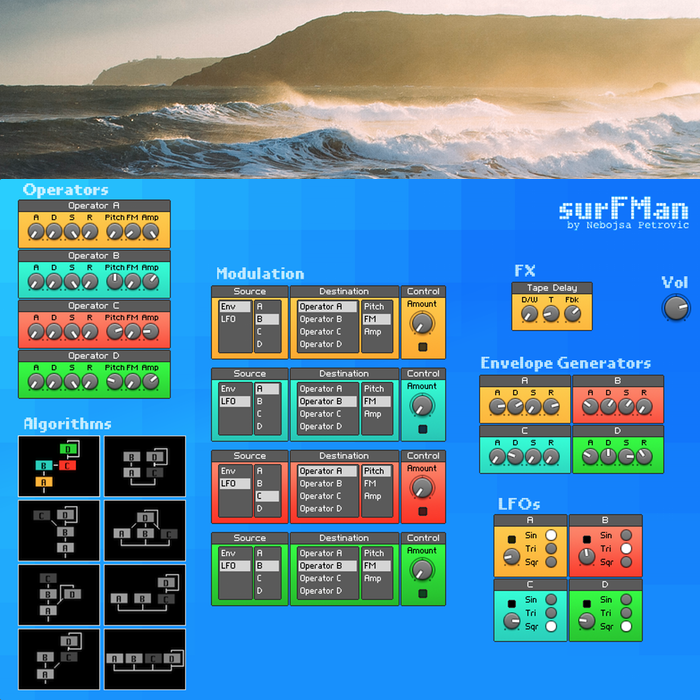 Operators
Operator A
A D S R Pitch FM Amp
Operator B
A D S R Pitch FM Amp
Operator C
A D S R Pitch FM Amp
Operator D
A D S R Pitch FM Amp
Algorithms
D
B C
A
B D
A C
C D
B
A
D
A B C
C
B D
A
D
A B C
B C
A
A B C D
Modulation
Source Destination Control
Env A Operator A Pitch Amount
LFO B Operator B FM
C Operator C Amp
D Operator D
Source Destination Control
Env A Operator A Pitch Amount
LFO B Operator B FM
C Operator C Amp
D Operator D
Source Destination Control
Env A Operator A Pitch Amount
LFO B Operator B FM
C Operator C Amp
D Operator D
Source Destination Control
Env A Operator A Pitch Amount
LFO B Operator B FM
C Operator C Amp
D Operator D
surFMan
by Nebojsa Petrovic
FX
Tape Delay
D/W T Fbk
Vol
Envelope Generators
A B
A D S R A D S R
C D
A D S R A D S R
LFOs
A B
Sin Sin
Tri Tri
Sqr Sqr
C D
Sin Sin
Tri Tri
Sqr Sqr